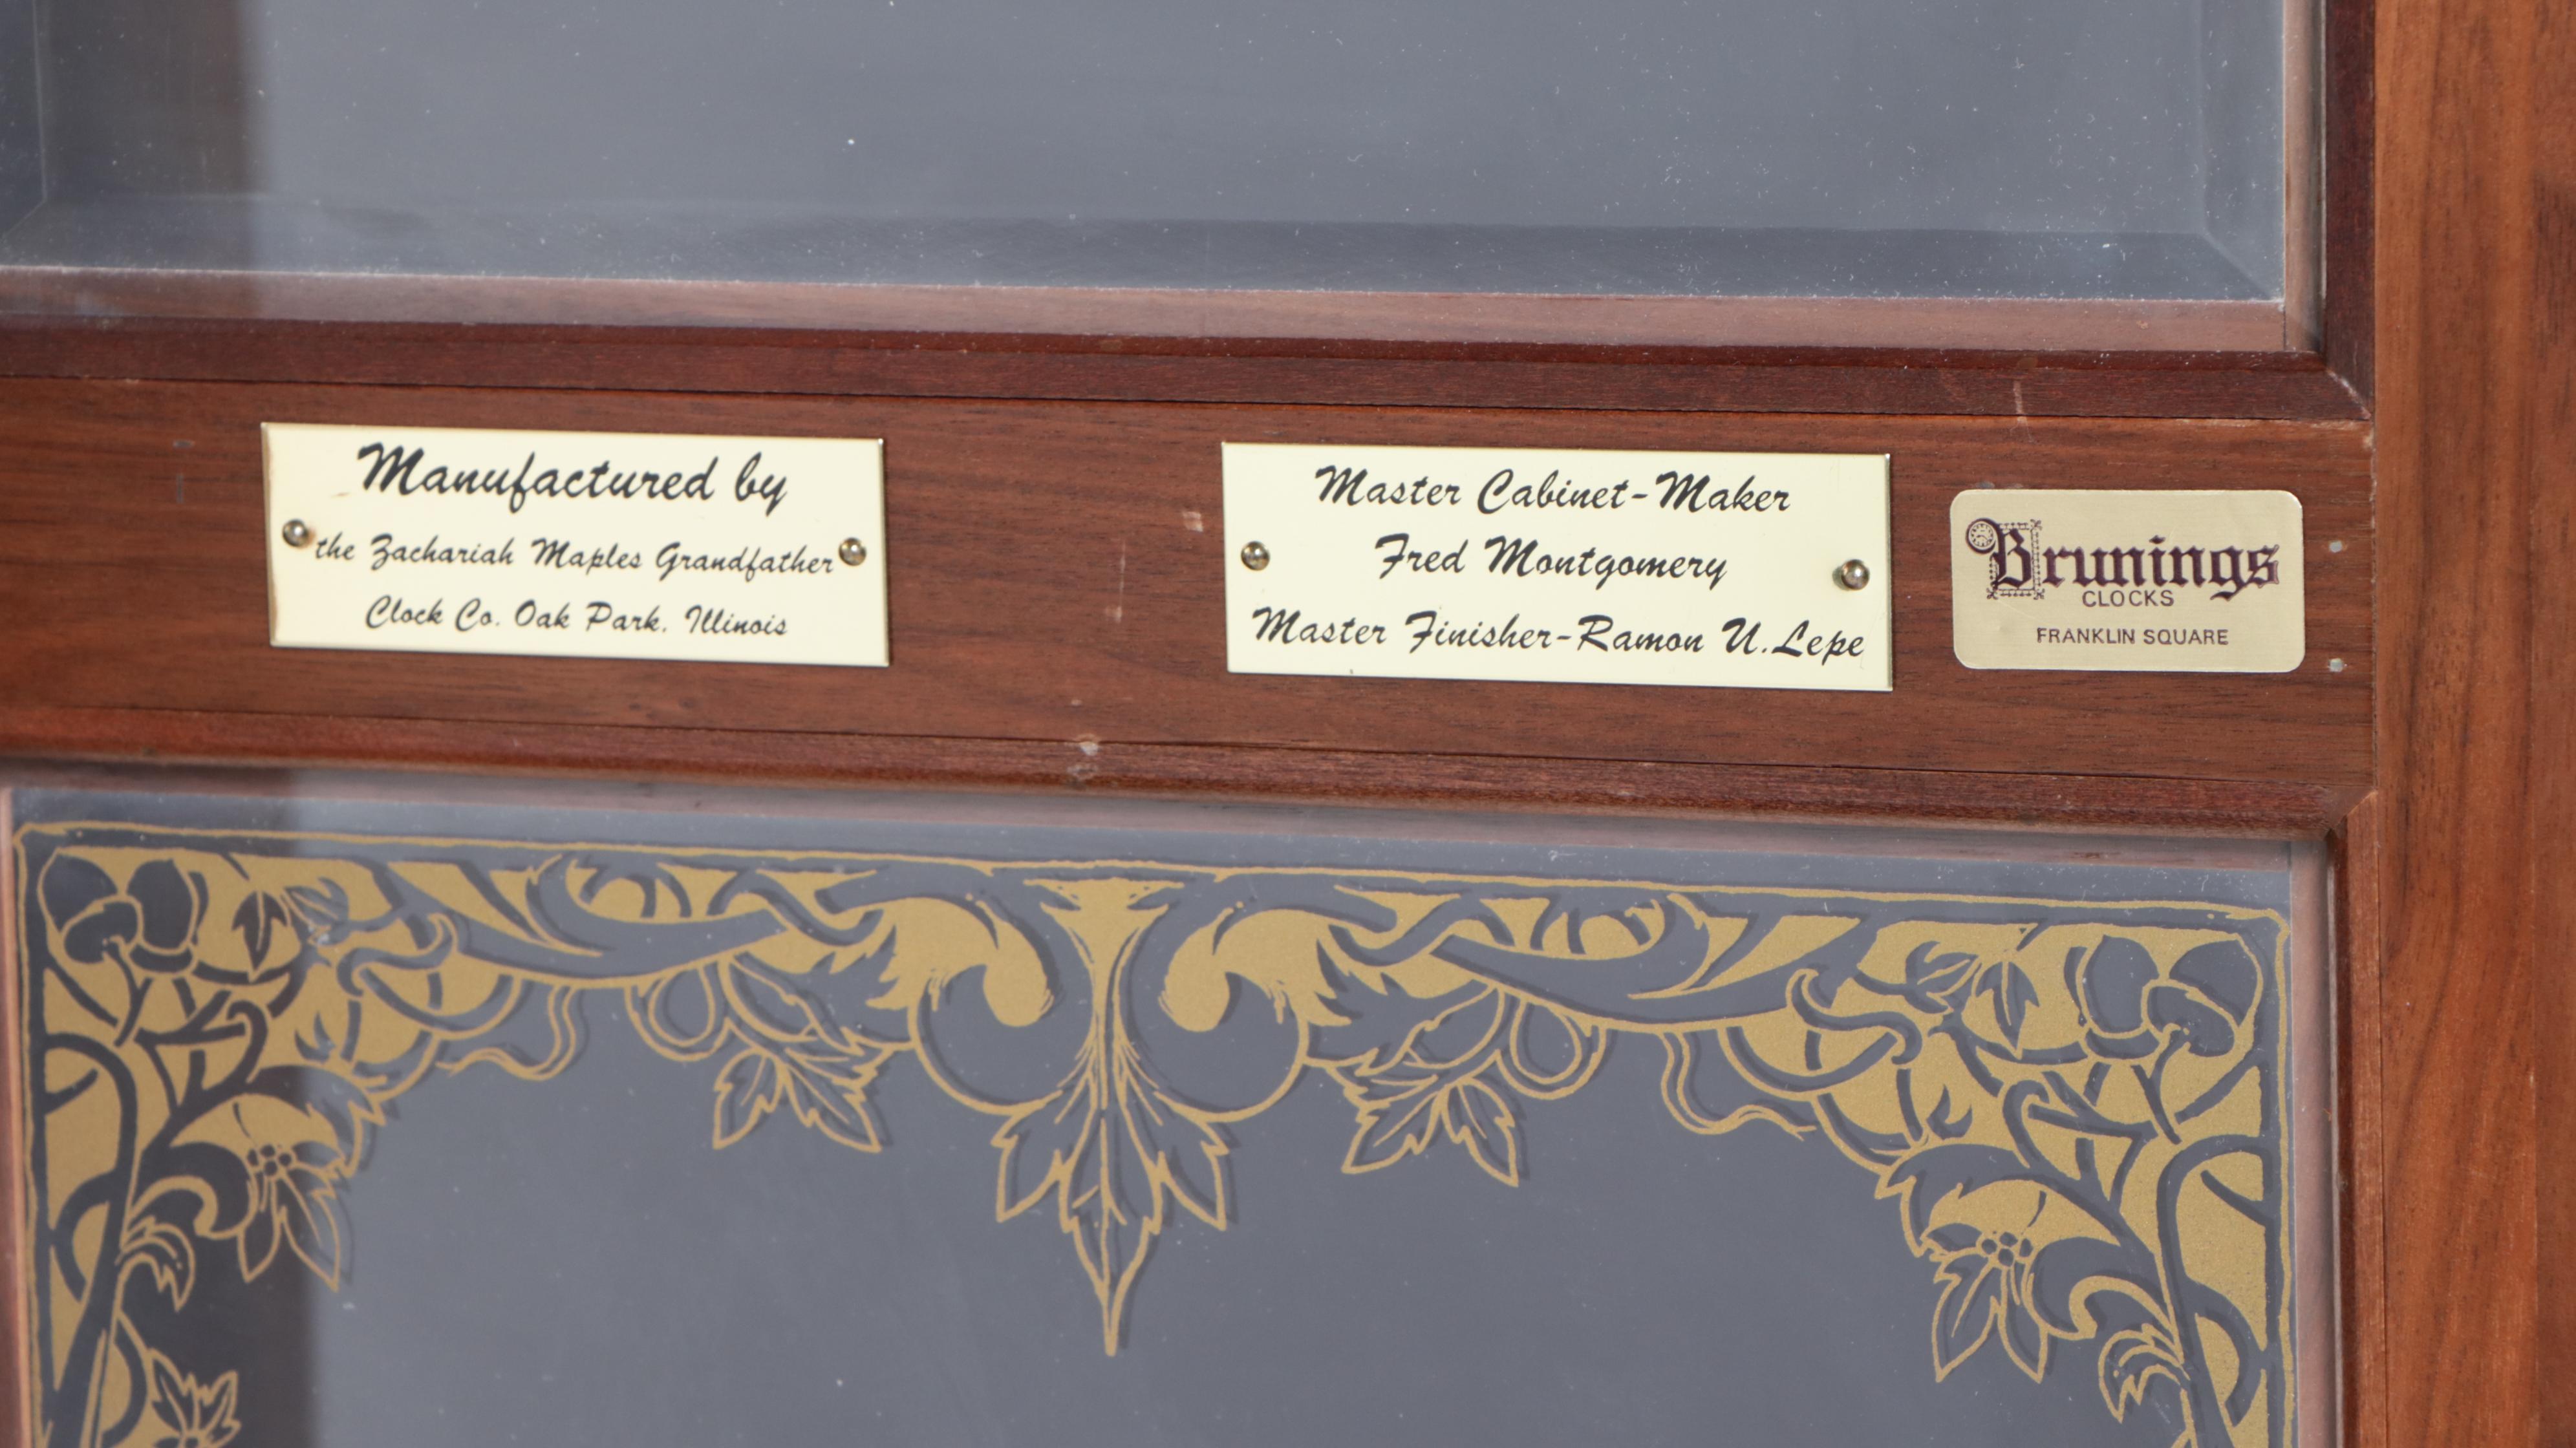 Manufactured by
the Zachariah Maples Grandfather
Clock Co. Oak Park. Illinois
Master Cabinet-Maker
Fred Montgomery
Master Finisher-Ramon U. Lepe
Brunings
CLOCKS
FRANKLIN SQUARE